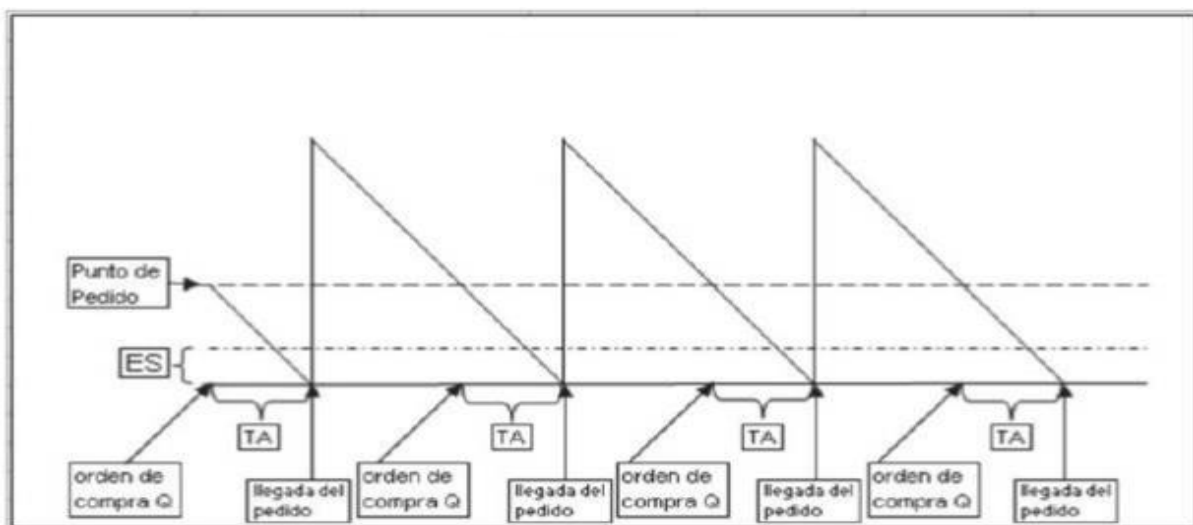 Punto de
Pedido
ES
TA
TA
TA
TA
orden de
compra Q
llegada del
pedido
orden de
compra Q
llegada del
pedido
orden de
compra Q
llegada del
pedido
orden de
compra Q
llegada del
pedido